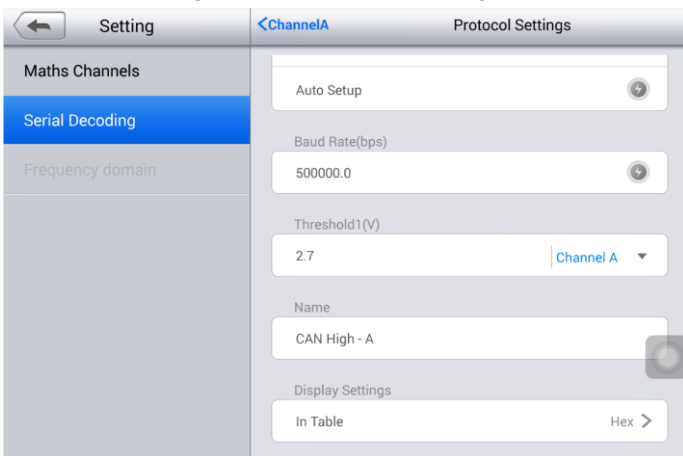 Setting
<ChannelA
Protocol Settings
Maths Channels
Serial Decoding
Frequency domain
Auto Setup
Baud Rate(bps)
500000.0
Threshold1(V)
2.7
Channel A
Name
CAN High - A
Display Settings
In Table
Hex >